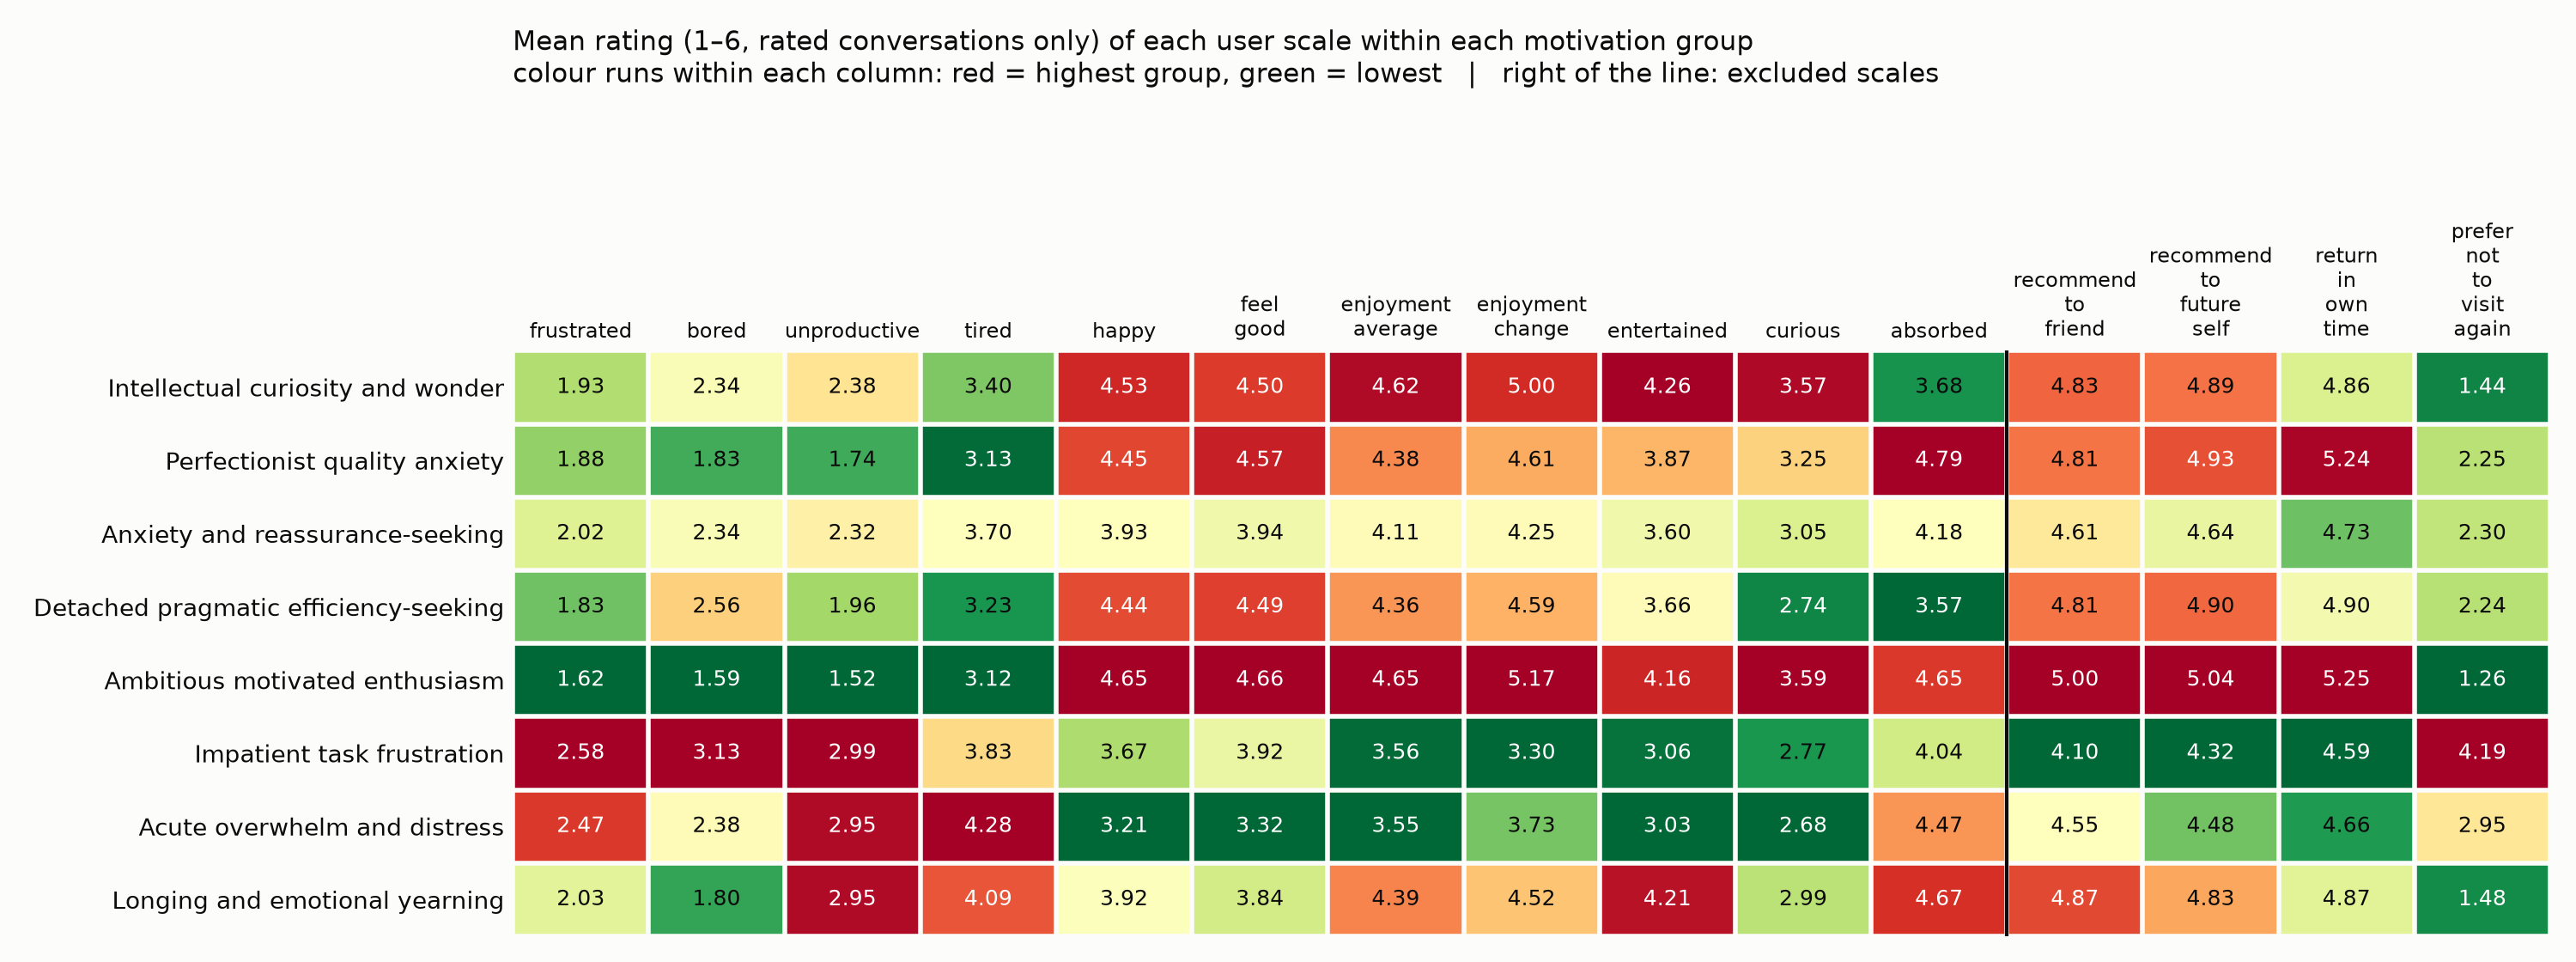 Mean rating (1–6, rated conversations only) of each user scale within each motivation group
colour runs within each column: red = highest group, green = lowest   |   right of the line: excluded scales
frustrated
bored
unproductive
tired
happy
feel
good
enjoyment
average
enjoyment
change
entertained
curious
absorbed
recommend
to
friend
recommend
to
future
self
return
in
own
time
prefer
not
to
visit
again
Intellectual curiosity and wonder 1.93 2.34 2.38 3.40 4.53 4.50 4.62 5.00 4.26 3.57 3.68 4.83 4.89 4.86 1.44
Perfectionist quality anxiety 1.88 1.83 1.74 3.13 4.45 4.57 4.38 4.61 3.87 3.25 4.79 4.81 4.93 5.24 2.25
Anxiety and reassurance-seeking 2.02 2.34 2.32 3.70 3.93 3.94 4.11 4.25 3.60 3.05 4.18 4.61 4.64 4.73 2.30
Detached pragmatic efficiency-seeking 1.83 2.56 1.96 3.23 4.44 4.49 4.36 4.59 3.66 2.74 3.57 4.81 4.90 4.90 2.24
Ambitious motivated enthusiasm 1.62 1.59 1.52 3.12 4.65 4.66 4.65 5.17 4.16 3.59 4.65 5.00 5.04 5.25 1.26
Impatient task frustration 2.58 3.13 2.99 3.83 3.67 3.92 3.56 3.30 3.06 2.77 4.04 4.10 4.32 4.59 4.19
Acute overwhelm and distress 2.47 2.38 2.95 4.28 3.21 3.32 3.55 3.73 3.03 2.68 4.47 4.55 4.48 4.66 2.95
Longing and emotional yearning 2.03 1.80 2.95 4.09 3.92 3.84 4.39 4.52 4.21 2.99 4.67 4.87 4.83 4.87 1.48